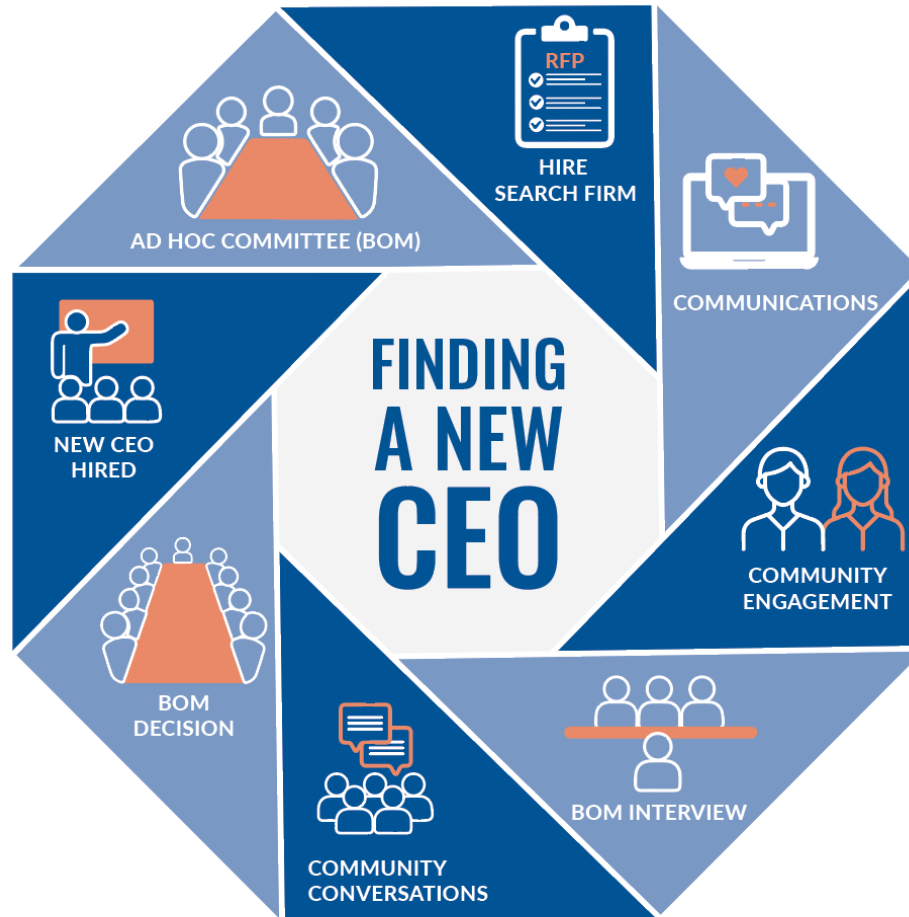 FINDING
A NEW
CEO
AD HOC COMMITTEE (BOM)
RFP
HIRE
SEARCH FIRM
COMMUNICATIONS
COMMUNITY
ENGAGEMENT
BOM INTERVIEW
COMMUNITY
CONVERSATIONS
BOM
DECISION
NEW CEO
HIRED